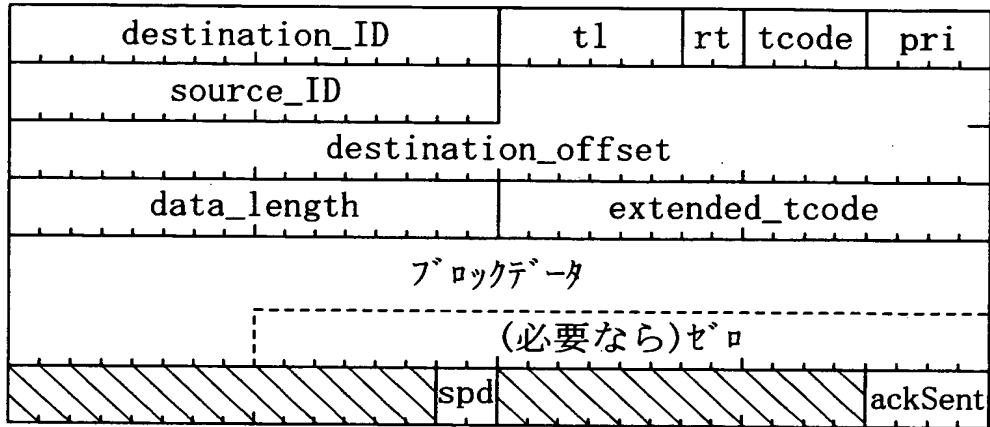 destination_ID tl rt tcode pri
source_ID
destination_offset
data_length extended_tcode
ブロックデータ
(必要なら)ゼロ
spd ackSent